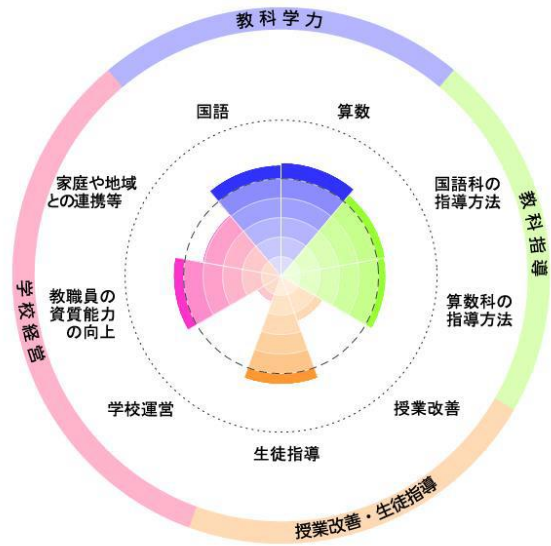 教科学力
国語
算数
家庭や地域
との連携等
国語科の
指導方法
教科指導
教職員の
資質能力
の向上
算数科の
指導方法
学校経営
学校運営
授業改善
生徒指導
授業改善・生徒指導